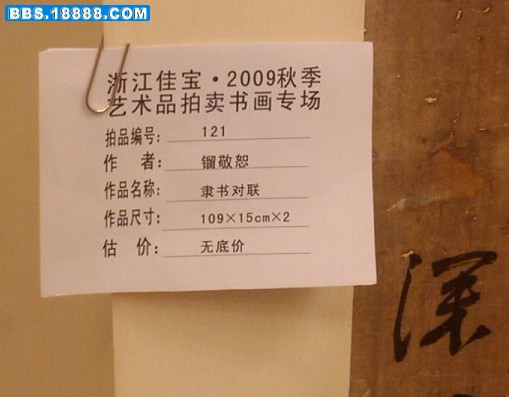 BBS.18888.COM
浙江佳宝·2009秋季
艺术品拍卖书画专场
拍品编号: 121
作 者: 镏敬恕
作品名称: 隶书对联
作品尺寸: 109×15cm×2
估 价: 无底价
深